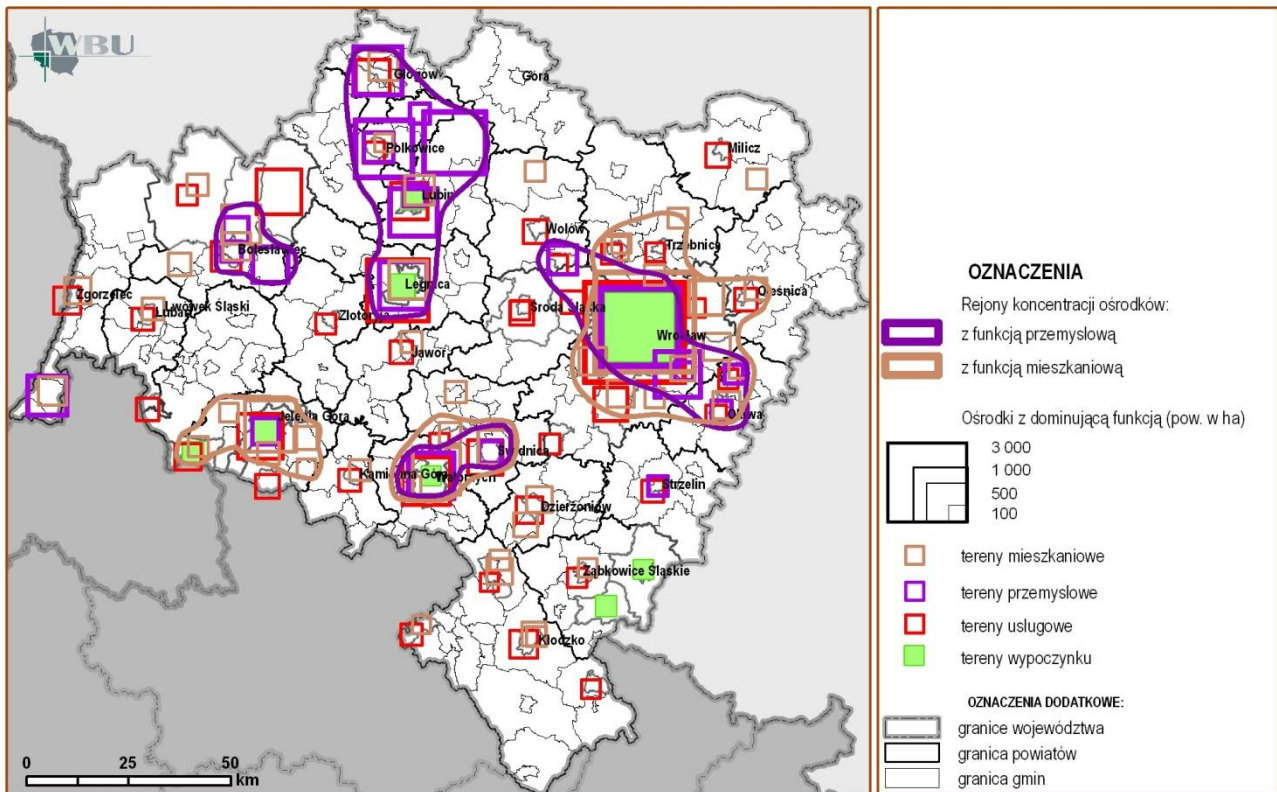 WBU
Głogów
Góra
Polkowice
Milicz
Lubin
Wołów
Trzebnica
Bolesławiec
Oleśnica
Legnica
Zgorzelec
Lwówek Śląski
Lubań
Złotoryja
Środa Śląska
Wrocław
Jawor
Oława
Jelenia Góra
Świdnica
Kamienna Góra
Wałbrzych
Strzelin
Dzierżoniów
Ząbkowice Śląskie
Kłodzko
0 25 50
km
OZNACZENIA
Rejony koncentracji ośrodków:
z funkcją przemysłową
z funkcją mieszkaniową
Ośrodki z dominującą funkcją (pow. w ha)
3 000
1 000
500
100
tereny mieszkaniowe
tereny przemysłowe
tereny usługowe
tereny wypoczynku
OZNACZENIA DODATKOWE:
granice województwa
granica powiatów
granica gmin